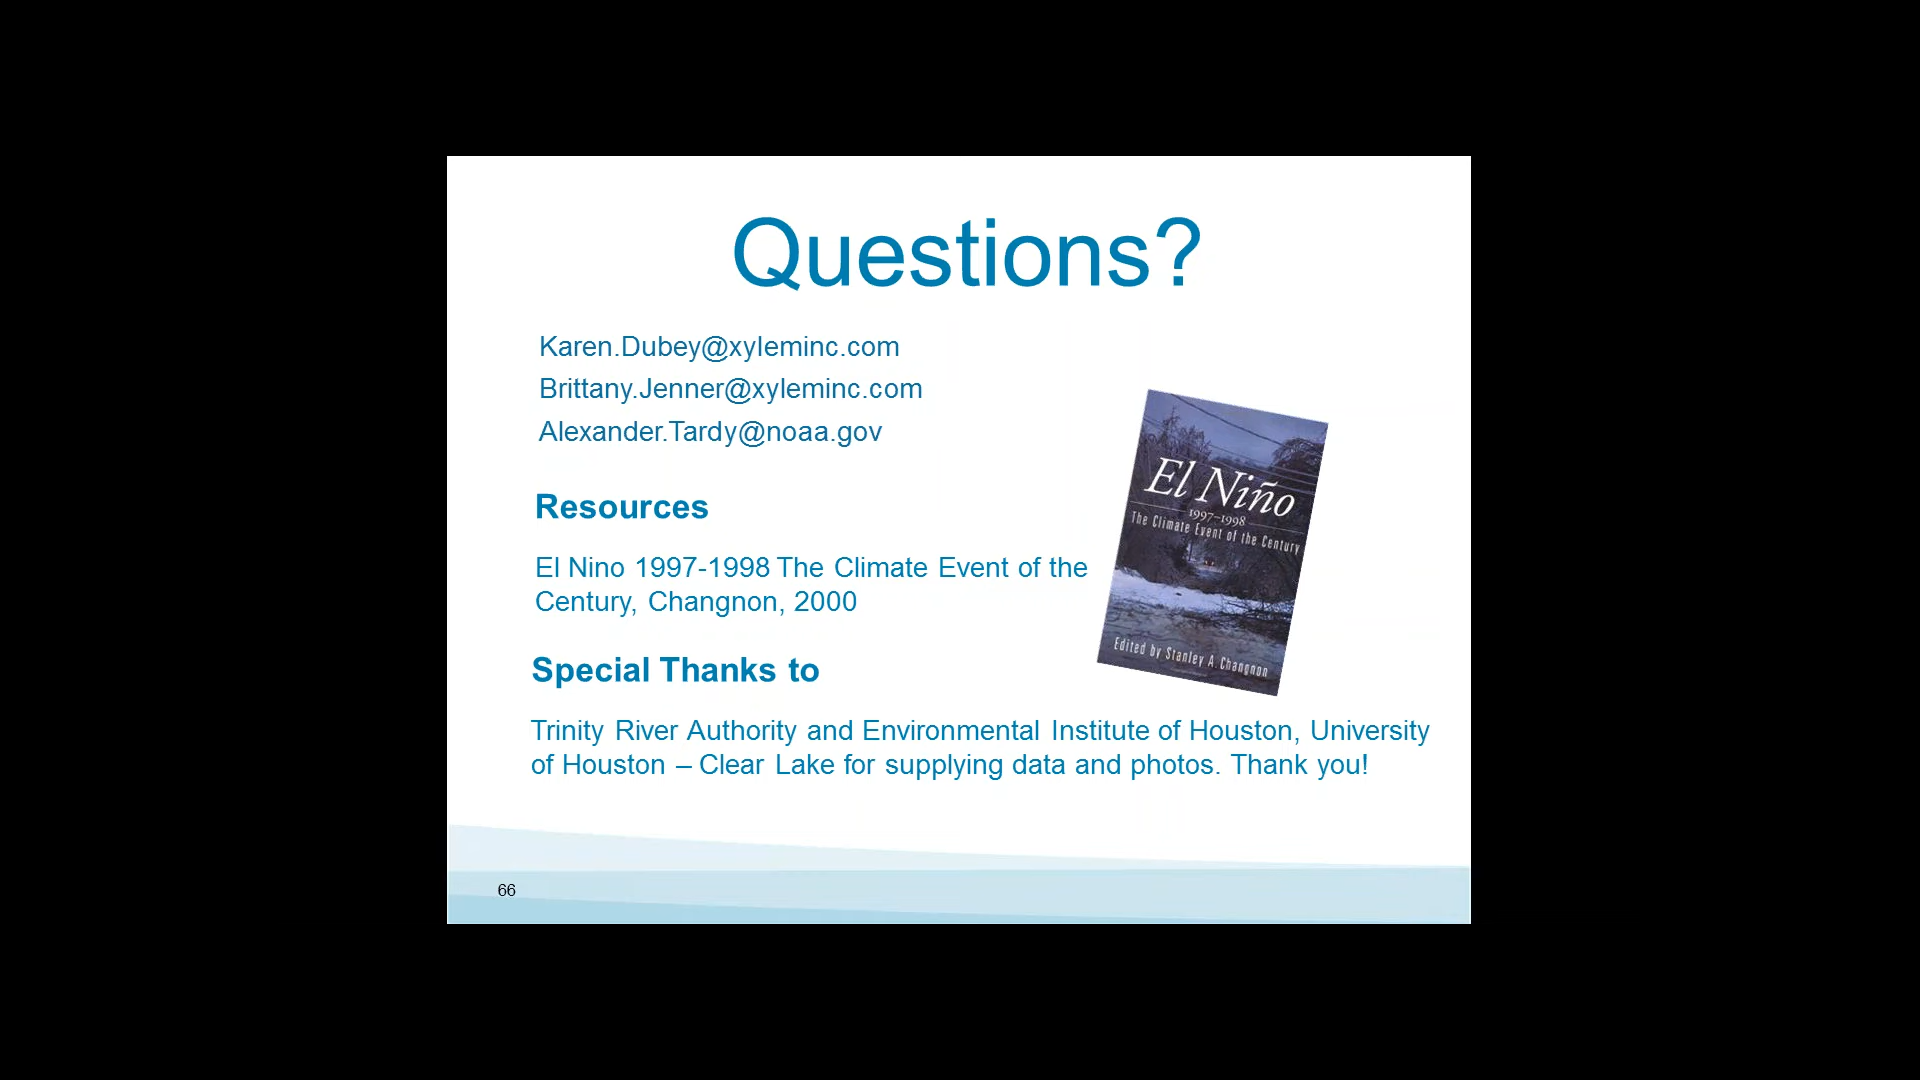 Questions?
Karen.Dubey@xyleminc.com
Brittany.Jenner@xyleminc.com
Alexander.Tardy@noaa.gov
Resources
El Nino 1997-1998 The Climate Event of the
Century, Changnon, 2000
El Niño
1997–1998
The Climate Event of the Century
Edited by Stanley A. Changnon
Special Thanks to
Trinity River Authority and Environmental Institute of Houston, University
of Houston – Clear Lake for supplying data and photos. Thank you!
66